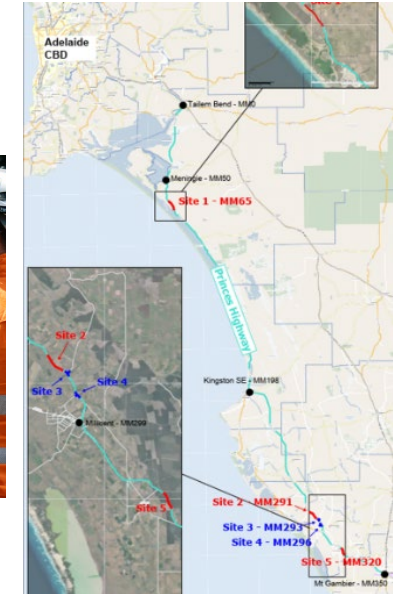 Adelaide
CBD
Tailem Bend - MM0
Meningie - MM50
Site 1 - MM65
Princes Highway
Site 2
Site 3
Site 4
Millicent - MM299
Site 5
Kingston SE - MM198
Site 2 - MM291
Site 3 - MM293
Site 4 - MM296
Site 5 - MM320
Mt Gambier - MM350